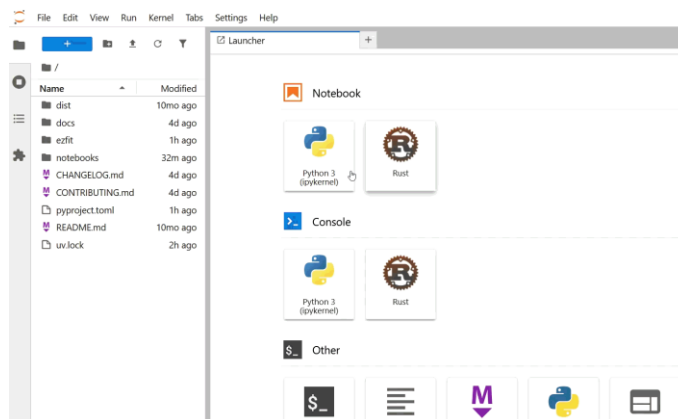 File Edit View Run Kernel Tabs Settings Help
+
Launcher
+
/
Name Modified
dist 10mo ago
docs 4d ago
ezfit 1h ago
notebooks 32m ago
CHANGELOG.md 4d ago
CONTRIBUTING.md 4d ago
pyproject.toml 1h ago
README.md 10mo ago
uv.lock 2h ago
Notebook
Python 3
(ipykernel)
Rust
Console
Python 3
(ipykernel)
Rust
$_ Other
$_
M